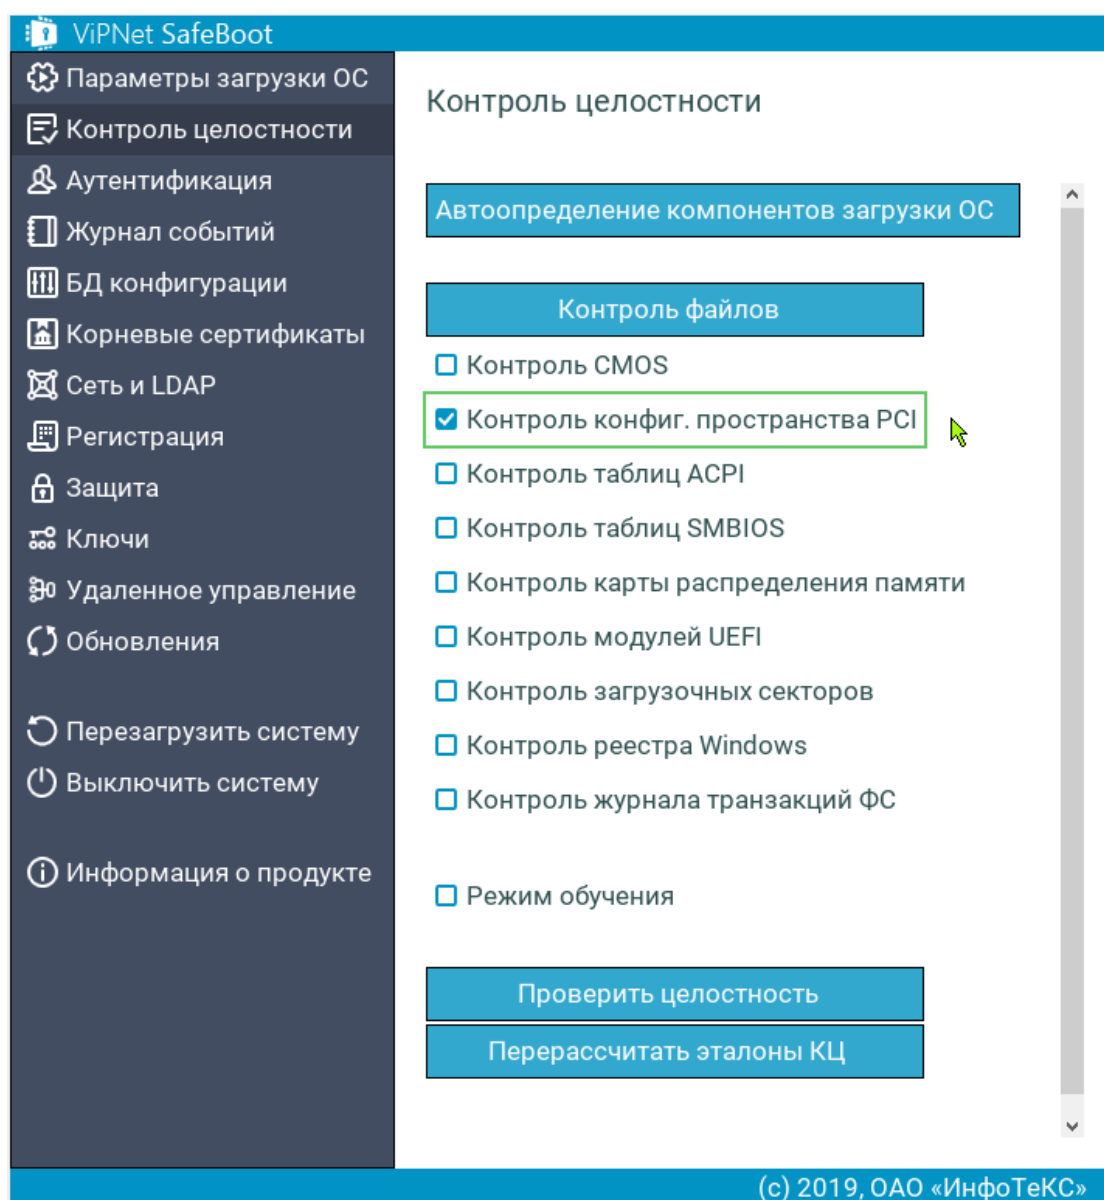 ViPNet SafeBoot
Параметры загрузки ОС
Контроль целостности
Аутентификация
Журнал событий
БД конфигурации
Корневые сертификаты
Сеть и LDAP
Регистрация
Защита
Ключи
Удаленное управление
Обновления
Перезагрузить систему
Выключить систему
Информация о продукте
Контроль целостности
Автоопределение компонентов загрузки ОС
Контроль файлов
Контроль CMOS
Контроль конфиг. пространства PCI
Контроль таблиц ACPI
Контроль таблиц SMBIOS
Контроль карты распределения памяти
Контроль модулей UEFI
Контроль загрузочных секторов
Контроль реестра Windows
Контроль журнала транзакций ФС
Режим обучения
Проверить целостность
Перерассчитать эталоны КЦ
(c) 2019, ОАО «ИнфоТеКС»